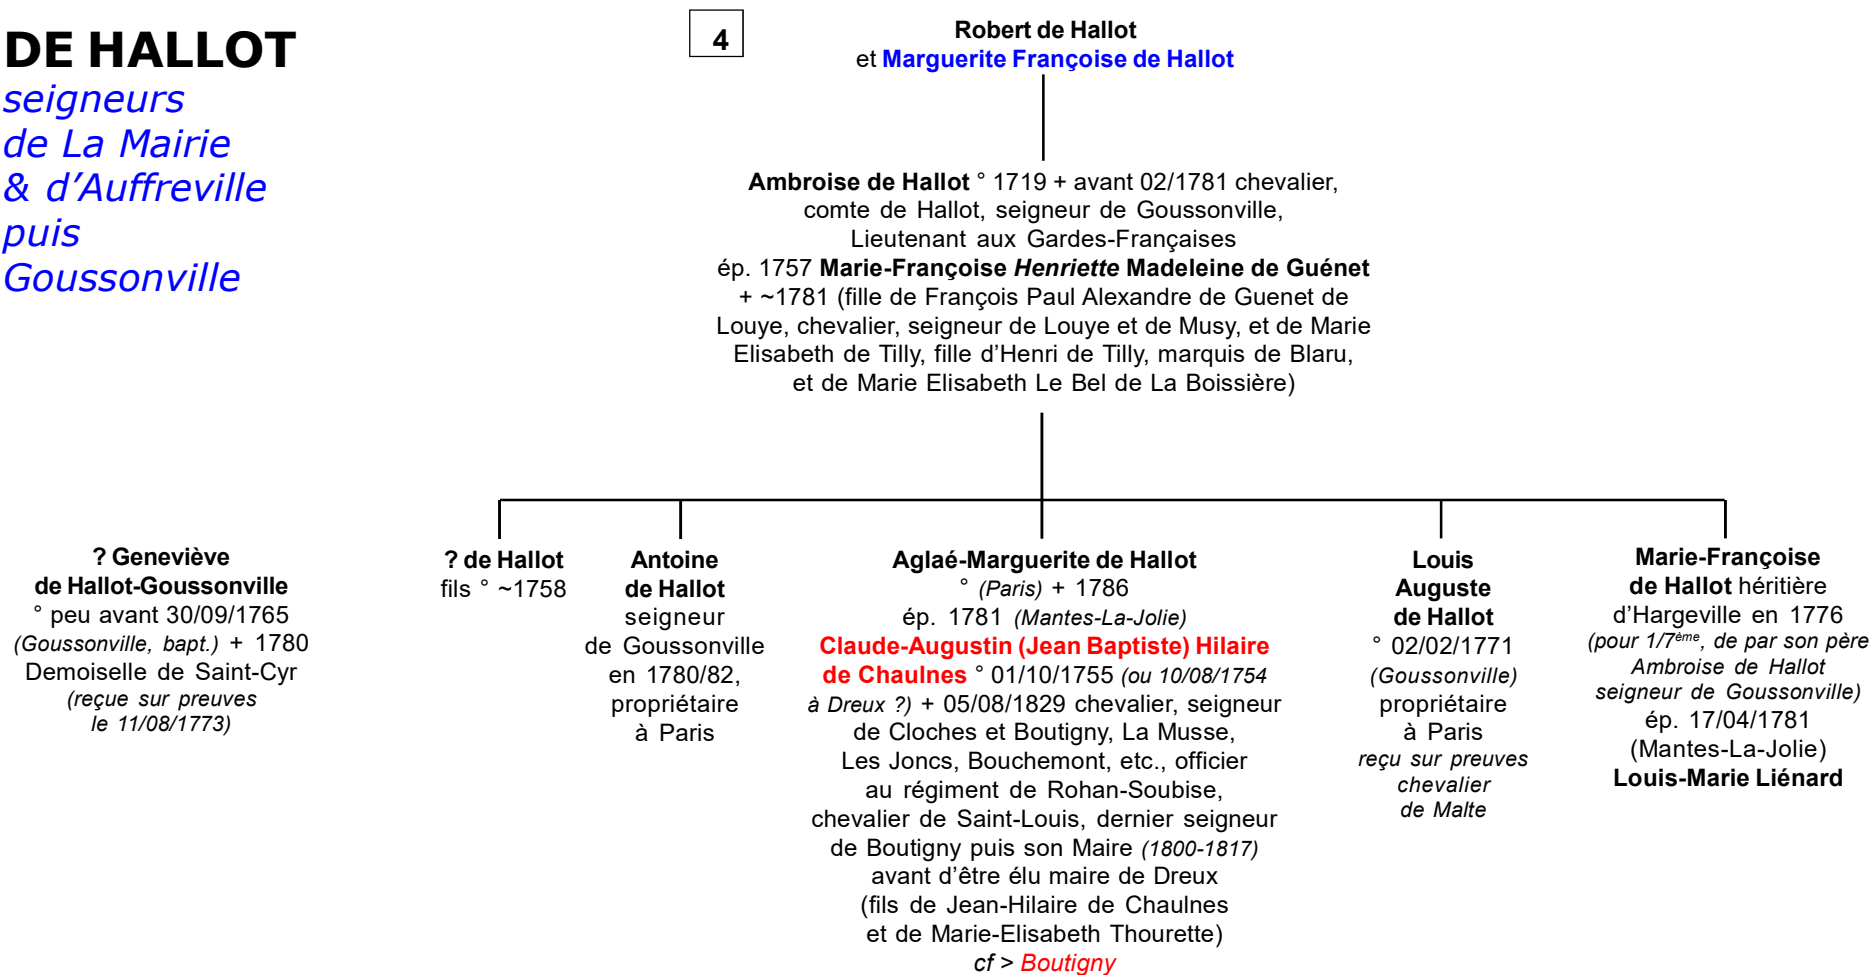 DE HALLOT
seigneurs
de La Mairie
& d’Auffreville
puis
Goussonville
4
Robert de Hallot
et Marguerite Françoise de Hallot
Ambroise de Hallot ° 1719 + avant 02/1781 chevalier,
comte de Hallot, seigneur de Goussonville,
Lieutenant aux Gardes-Françaises
ép. 1757 Marie-Françoise Henriette Madeleine de Guénet
+ ~1781 (fille de François Paul Alexandre de Guenet de
Louye, chevalier, seigneur de Louye et de Musy, et de Marie
Elisabeth de Tilly, fille d’Henri de Tilly, marquis de Blaru,
et de Marie Elisabeth Le Bel de La Boissière)
? Geneviève
de Hallot-Goussonville
° peu avant 30/09/1765
(Goussonville, bapt.) + 1780
Demoiselle de Saint-Cyr
(reçue sur preuves
le 11/08/1773)
? de Hallot
fils ° ~1758
Antoine
de Hallot
seigneur
de Goussonville
en 1780/82,
propriétaire
à Paris
Aglaé-Marguerite de Hallot
° (Paris) + 1786
ép. 1781 (Mantes-La-Jolie)
Claude-Augustin (Jean Baptiste) Hilaire
de Chaulnes ° 01/10/1755 (ou 10/08/1754
à Dreux ?) + 05/08/1829 chevalier, seigneur
de Cloches et Boutigny, La Musse,
Les Joncs, Bouchemont, etc., officier
au régiment de Rohan-Soubise,
chevalier de Saint-Louis, dernier seigneur
de Boutigny puis son Maire (1800-1817)
avant d’être élu maire de Dreux
(fils de Jean-Hilaire de Chaulnes
et de Marie-Elisabeth Thourette)
cf > Boutigny
Louis
Auguste
de Hallot
° 02/02/1771
(Goussonville)
propriétaire
à Paris
reçu sur preuves
chevalier
de Malte
Marie-Françoise
de Hallot héritière
d’Hargeville en 1776
(pour 1/7ème, de par son père
Ambroise de Hallot
seigneur de Goussonville)
ép. 17/04/1781
(Mantes-La-Jolie)
Louis-Marie Liénard